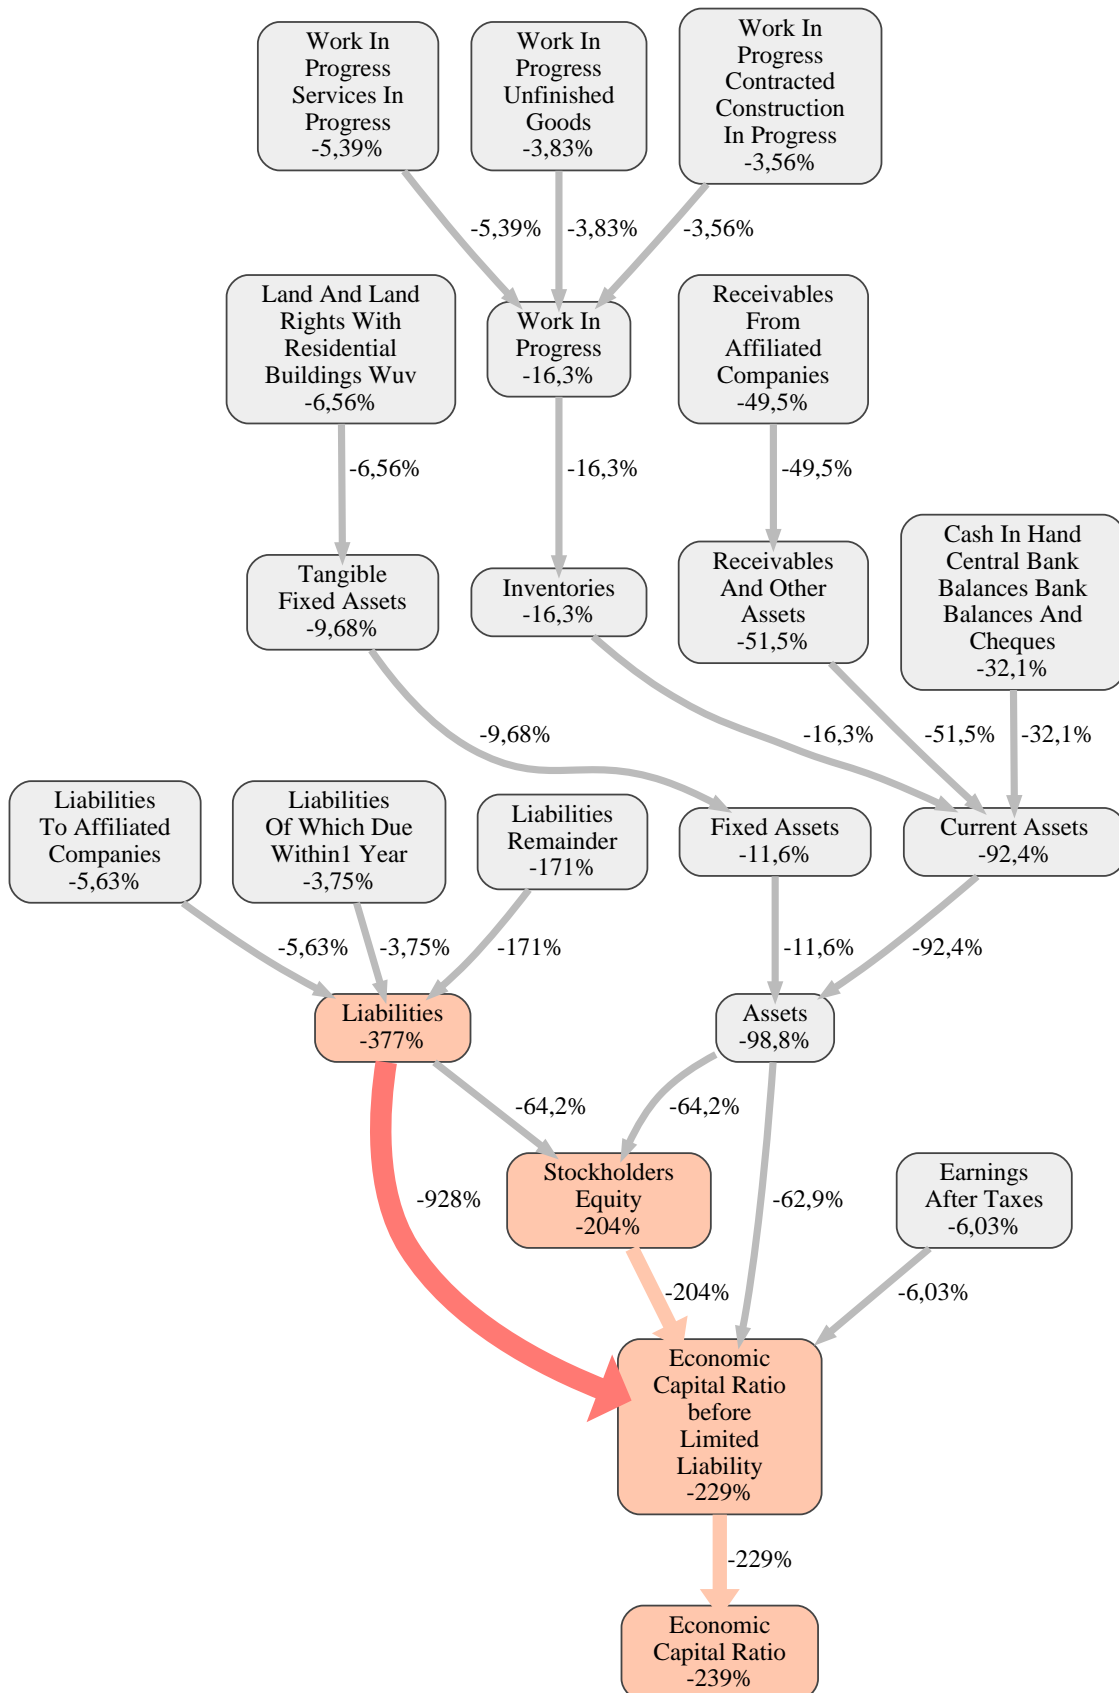 Work In
Progress
Services In
Progress
-5,39%
Work In
Progress
Unfinished
Goods
-3,83%
Work In
Progress
Contracted
Construction
In Progress
-3,56%
-5,39%
-3,83%
-3,56%
Land And Land
Rights With
Residential
Buildings Wuv
-6,56%
Work In
Progress
-16,3%
Receivables
From
Affiliated
Companies
-49,5%
-6,56%
-16,3%
-49,5%
Tangible
Fixed Assets
-9,68%
Inventories
-16,3%
Receivables
And Other
Assets
-51,5%
Cash In Hand
Central Bank
Balances Bank
Balances And
Cheques
-32,1%
-9,68%
-16,3%
-51,5%
-32,1%
Liabilities
To Affiliated
Companies
-5,63%
Liabilities
Of Which Due
Within1 Year
-3,75%
Liabilities
Remainder
-171%
Fixed Assets
-11,6%
Current Assets
-92,4%
-5,63%
-3,75%
-171%
-11,6%
-92,4%
Liabilities
-377%
Assets
-98,8%
-64,2%
-64,2%
-928%
Stockholders
Equity
-204%
-62,9%
Earnings
After Taxes
-6,03%
-204%
-6,03%
Economic
Capital Ratio
before
Limited
Liability
-229%
-229%
Economic
Capital Ratio
-239%